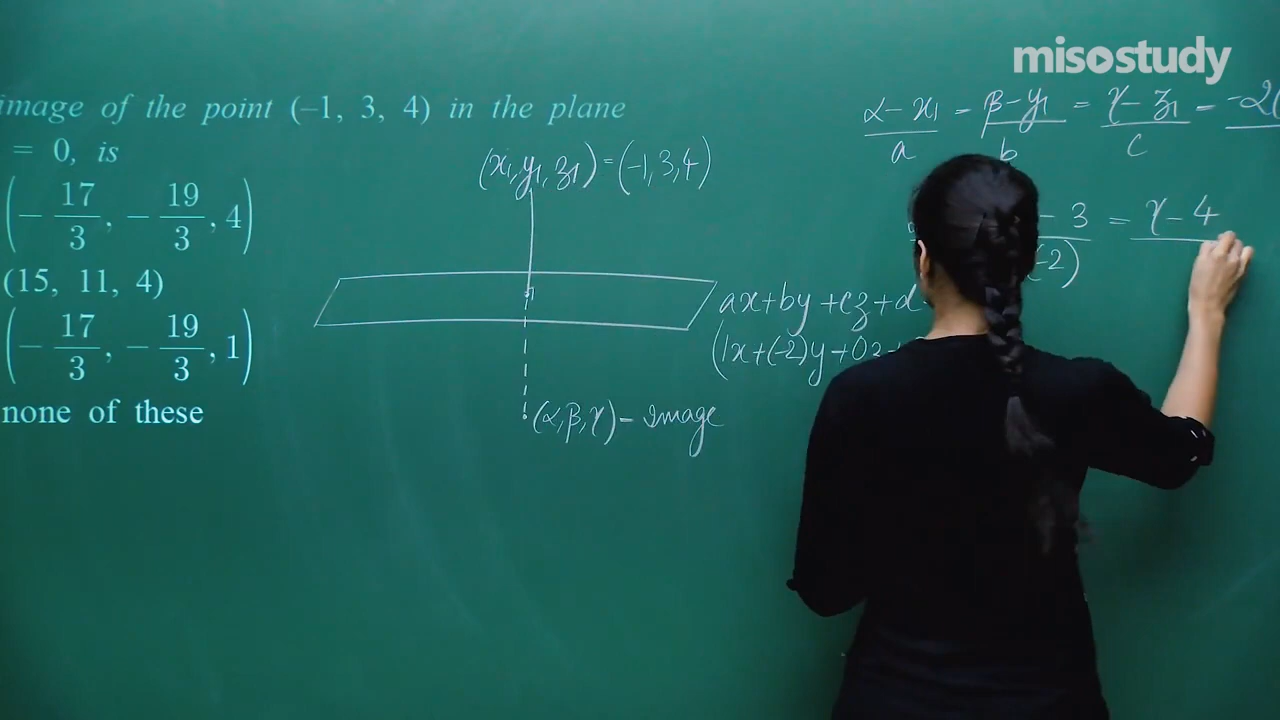 misostudy
image of the point (–1, 3, 4) in the plane
= 0, is
(– 17/3, – 19/3, 4)
(15, 11, 4)
(– 17/3, – 19/3, 1)
none of these
(x₁, y₁, z₁) = (-1, 3, 4)
ax + by + cz + d
(1x + (-2)y + 0z
(α, β, γ) - Image
α - x₁ / a = β - y₁ / b = γ - z₁ / c = -2(
- 3 / (-2) = γ - 4